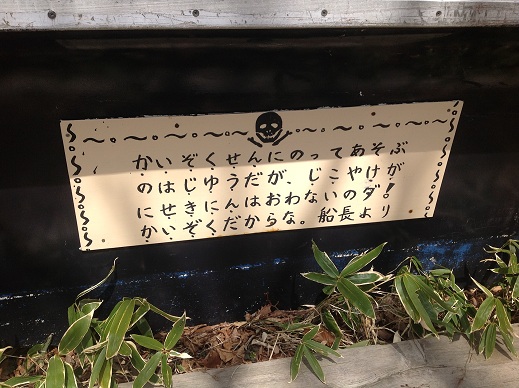 かいぞくせんにのってあそぶ
のはじゆうだが、じこやけが
にせきにんはおわないのダ!
かいぞくだからな。船長より